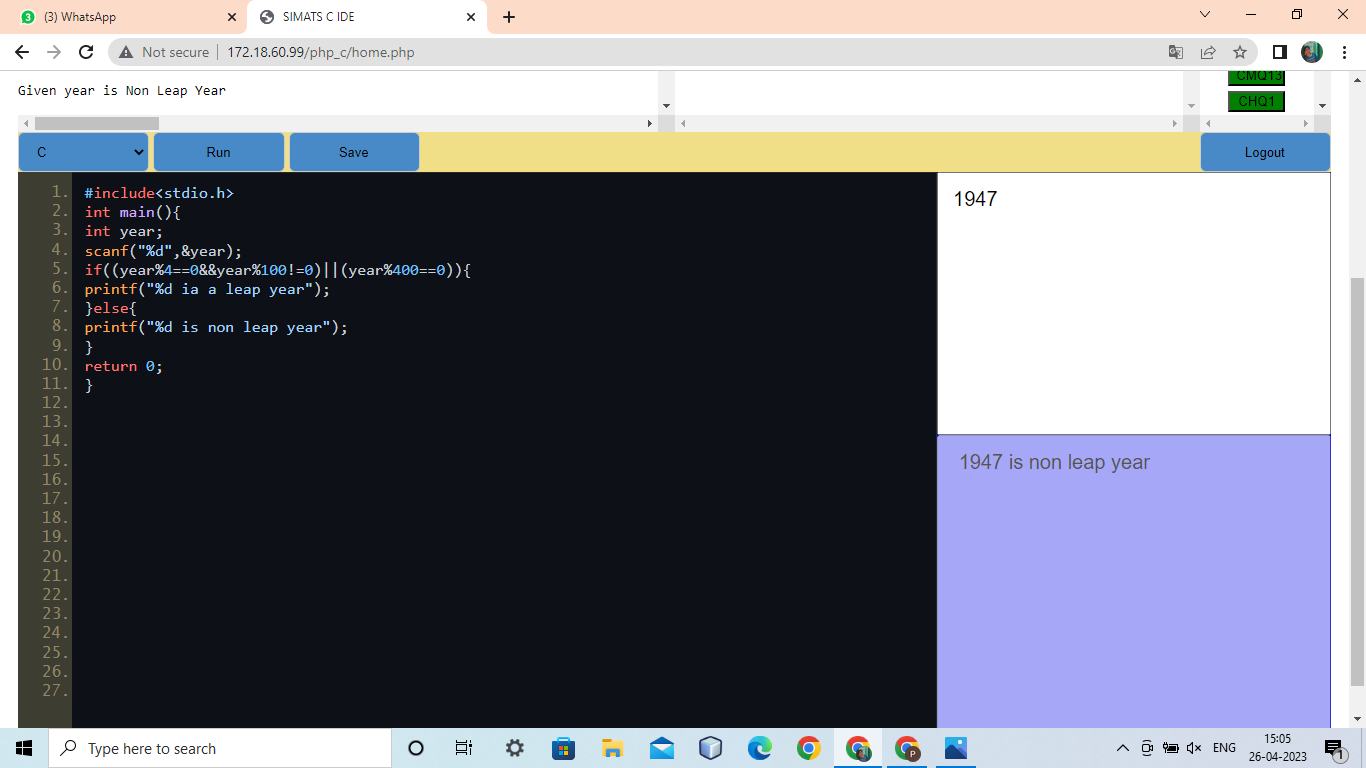 (3) WhatsApp
SIMATS C IDE
Not secure
172.18.60.99/php_c/home.php
Given year is Non Leap Year
CMQ13
CHQ1
C
Run
Save
Logout
1. #include<stdio.h>
2. int main(){
3. int year;
4. scanf("%d",&year);
5. if((year%4==0&&year%100!=0)||(year%400==0)){
6. printf("%d ia a leap year");
7. }else{
8. printf("%d is non leap year");
9. }
10. return 0;
11. }
12.
13.
14.
15.
16.
17.
18.
19.
20.
21.
22.
23.
24.
25.
26.
27.
1947
1947 is non leap year
Type here to search
P
ENG
15:05
26-04-2023
1